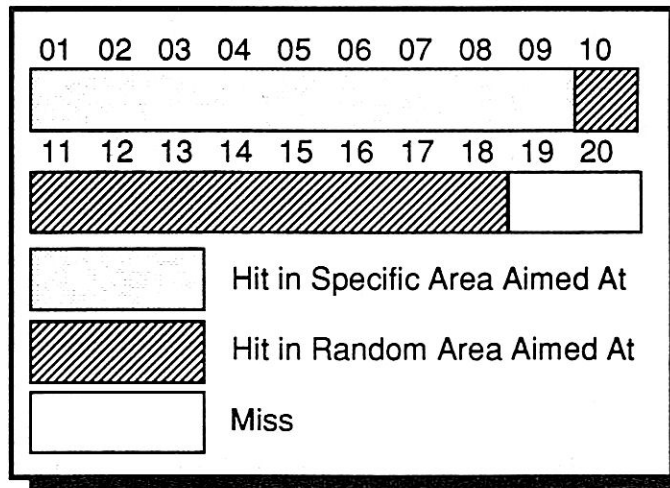 01 02 03 04 05 06 07 08 09 10
11 12 13 14 15 16 17 18 19 20
Hit in Specific Area Aimed At
Hit in Random Area Aimed At
Miss